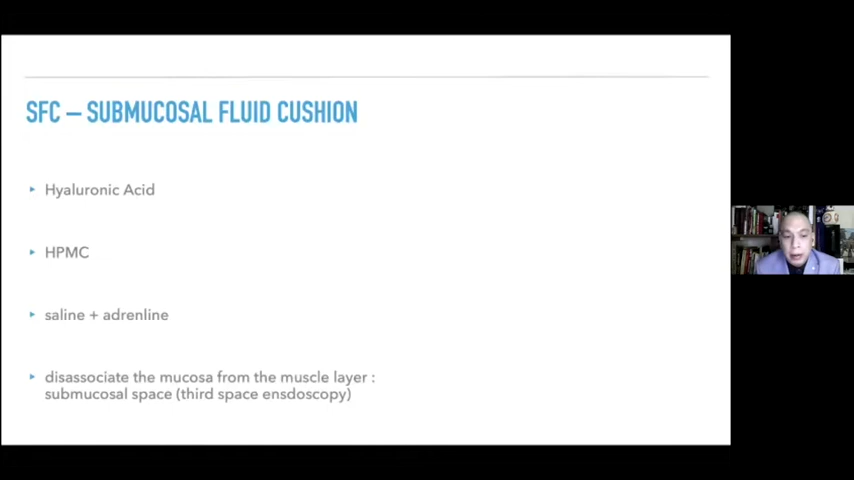 SFC – SUBMUCOSAL FLUID CUSHION
Hyaluronic Acid
HPMC
saline + adrenline
disassociate the mucosa from the muscle layer :
submucosal space (third space ensdoscopy)